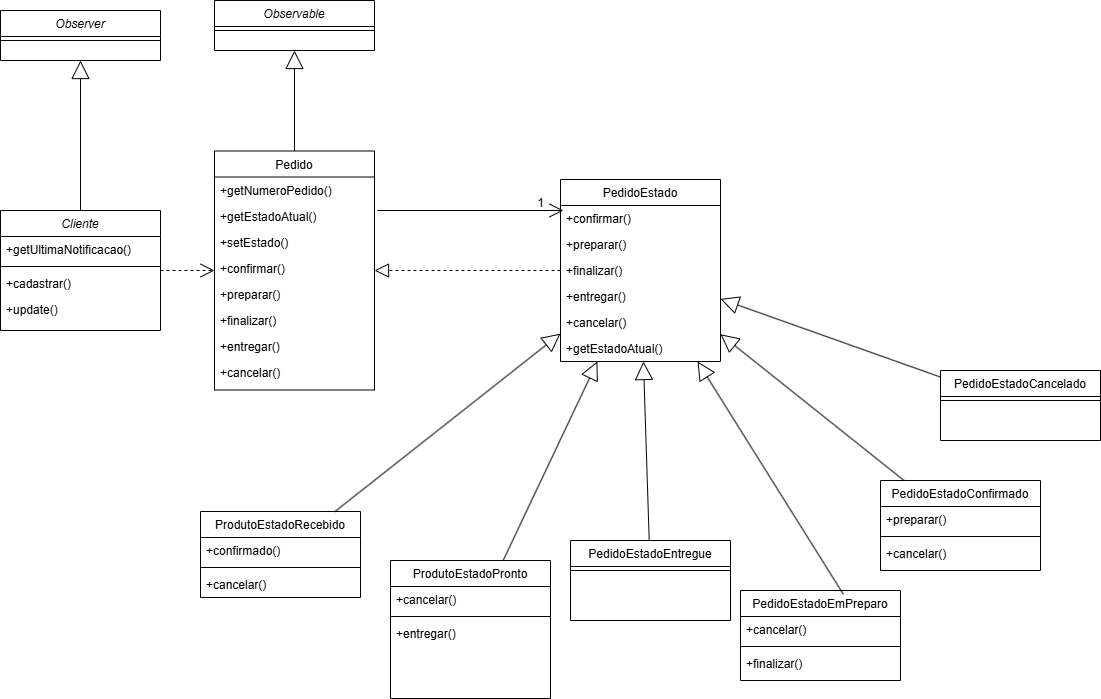 Observer
Observable
Pedido
+getNumeroPedido()
+getEstadoAtual()
+setEstado()
+confirmar()
+preparar()
+finalizar()
+entregar()
+cancelar()
Cliente
+getUltimaNotificacao()
+cadastrar()
+update()
1
PedidoEstado
+confirmar()
+preparar()
+finalizar()
+entregar()
+cancelar()
+getEstadoAtual()
PedidoEstadoCancelado
PedidoEstadoConfirmado
+preparar()
+cancelar()
ProdutoEstadoRecebido
+confirmado()
+cancelar()
ProdutoEstadoPronto
+cancelar()
+entregar()
PedidoEstadoEntregue
PedidoEstadoEmPreparo
+cancelar()
+finalizar()